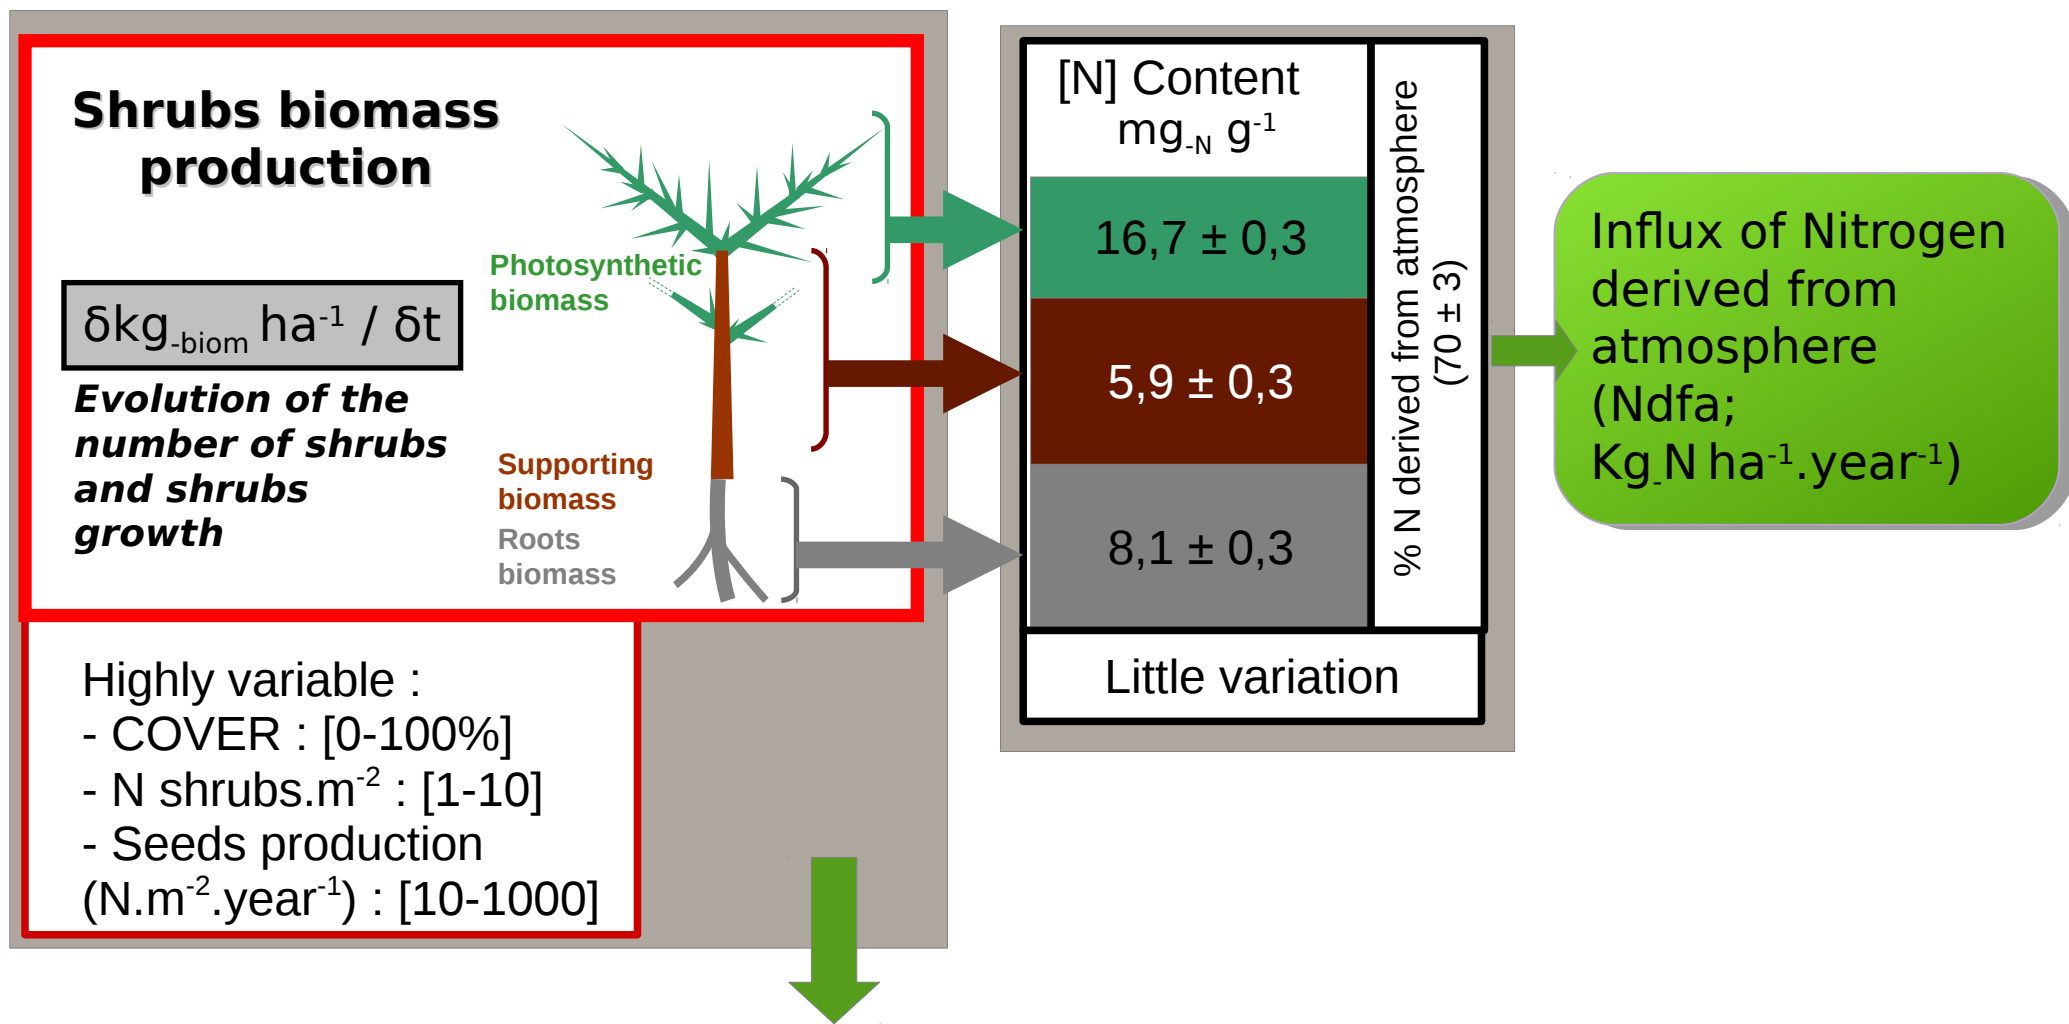 Shrubs biomass
production
δkg-biom ha-1 / δt
Evolution of the
number of shrubs
and shrubs
growth
Photosynthetic
biomass
Supporting
biomass
Roots
biomass
Highly variable :
- COVER : [0-100%]
- N shrubs.m-2 : [1-10]
- Seeds production
(N.m-2.year-1) : [10-1000]
[N] Content
mg-N g-1
16,7 ± 0,3
5,9 ± 0,3
8,1 ± 0,3
% N derived from atmosphere
(70 ± 3)
Little variation
Influx of Nitrogen
derived from
atmosphere
(Ndfa;
Kg-N ha-1.year-1)